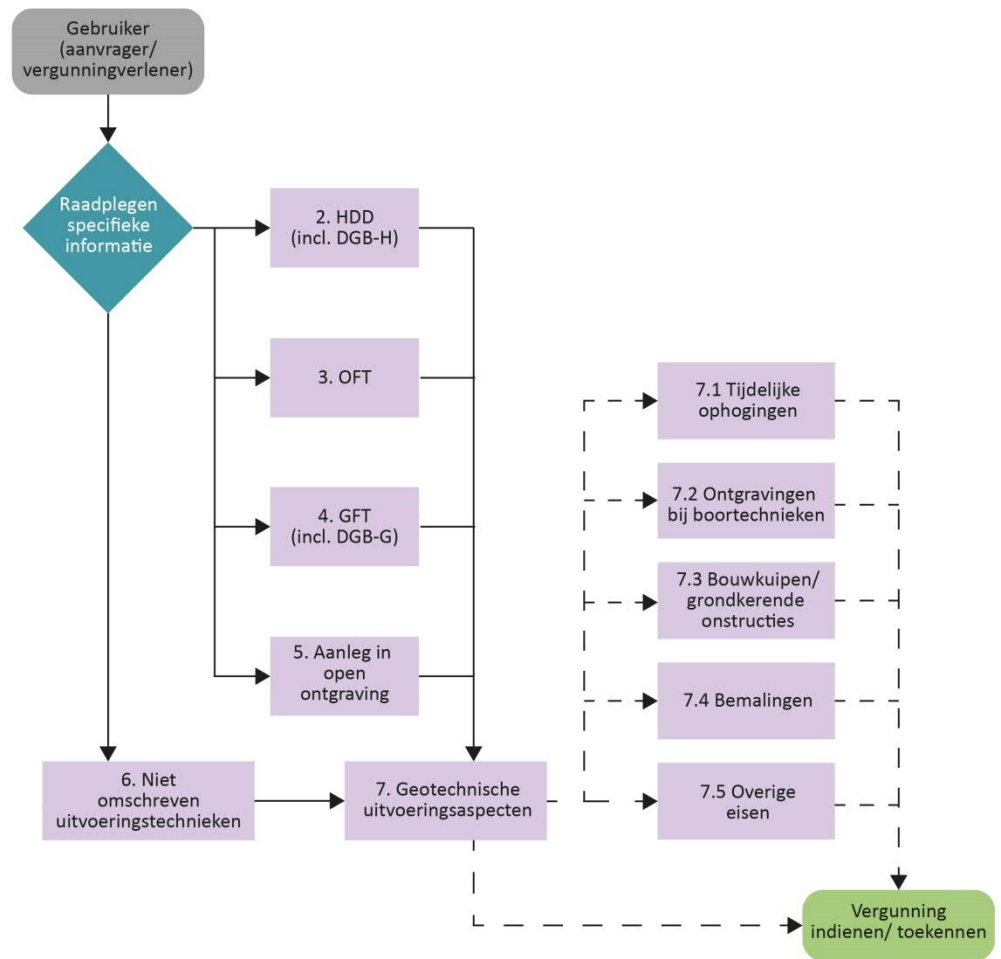 Gebruiker
(aanvrager/
vergunningverlener)
Raadplegen
specifieke
informatie
2. HDD
(incl. DGB-H)
3. OFT
4. GFT
(incl. DGB-G)
5. Aanleg in
open
ontgraving
6. Niet
omschreven
uitvoeringstechnieken
7. Geotechnische
uitvoeringsaspecten
7.1 Tijdelijke
ophogingen
7.2 Ontgravingen
bij boortechnieken
7.3 Bouwkuipen/
grondkerende
onstructies
7.4 Bemalingen
7.5 Overige
eisen
Vergunning
indienen/ toekennen